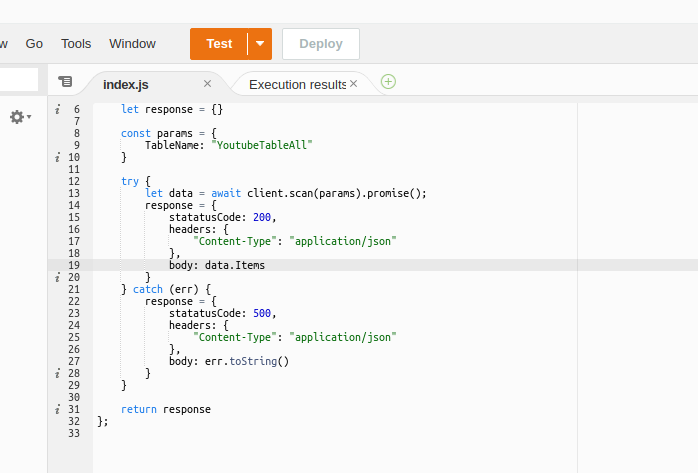 w Go Tools Window Test Deploy
index.js Execution results
6 let response = {}
7
8 const params = {
9 TableName: "YoutubeTableAll"
10 }
11
12 try {
13 let data = await client.scan(params).promise();
14 response = {
15 statatusCode: 200,
16 headers: {
17 "Content-Type": "application/json"
18 },
19 body: data.Items
20 }
21 } catch (err) {
22 response = {
23 statatusCode: 500,
24 headers: {
25 "Content-Type": "application/json"
26 },
27 body: err.toString()
28 }
29 }
30
31 return response
32 };
33